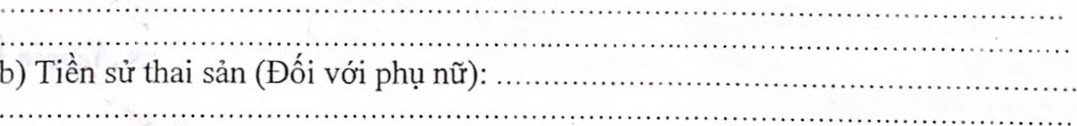 b) Tiền sử thai sản (Đối với phụ nữ): ........................................